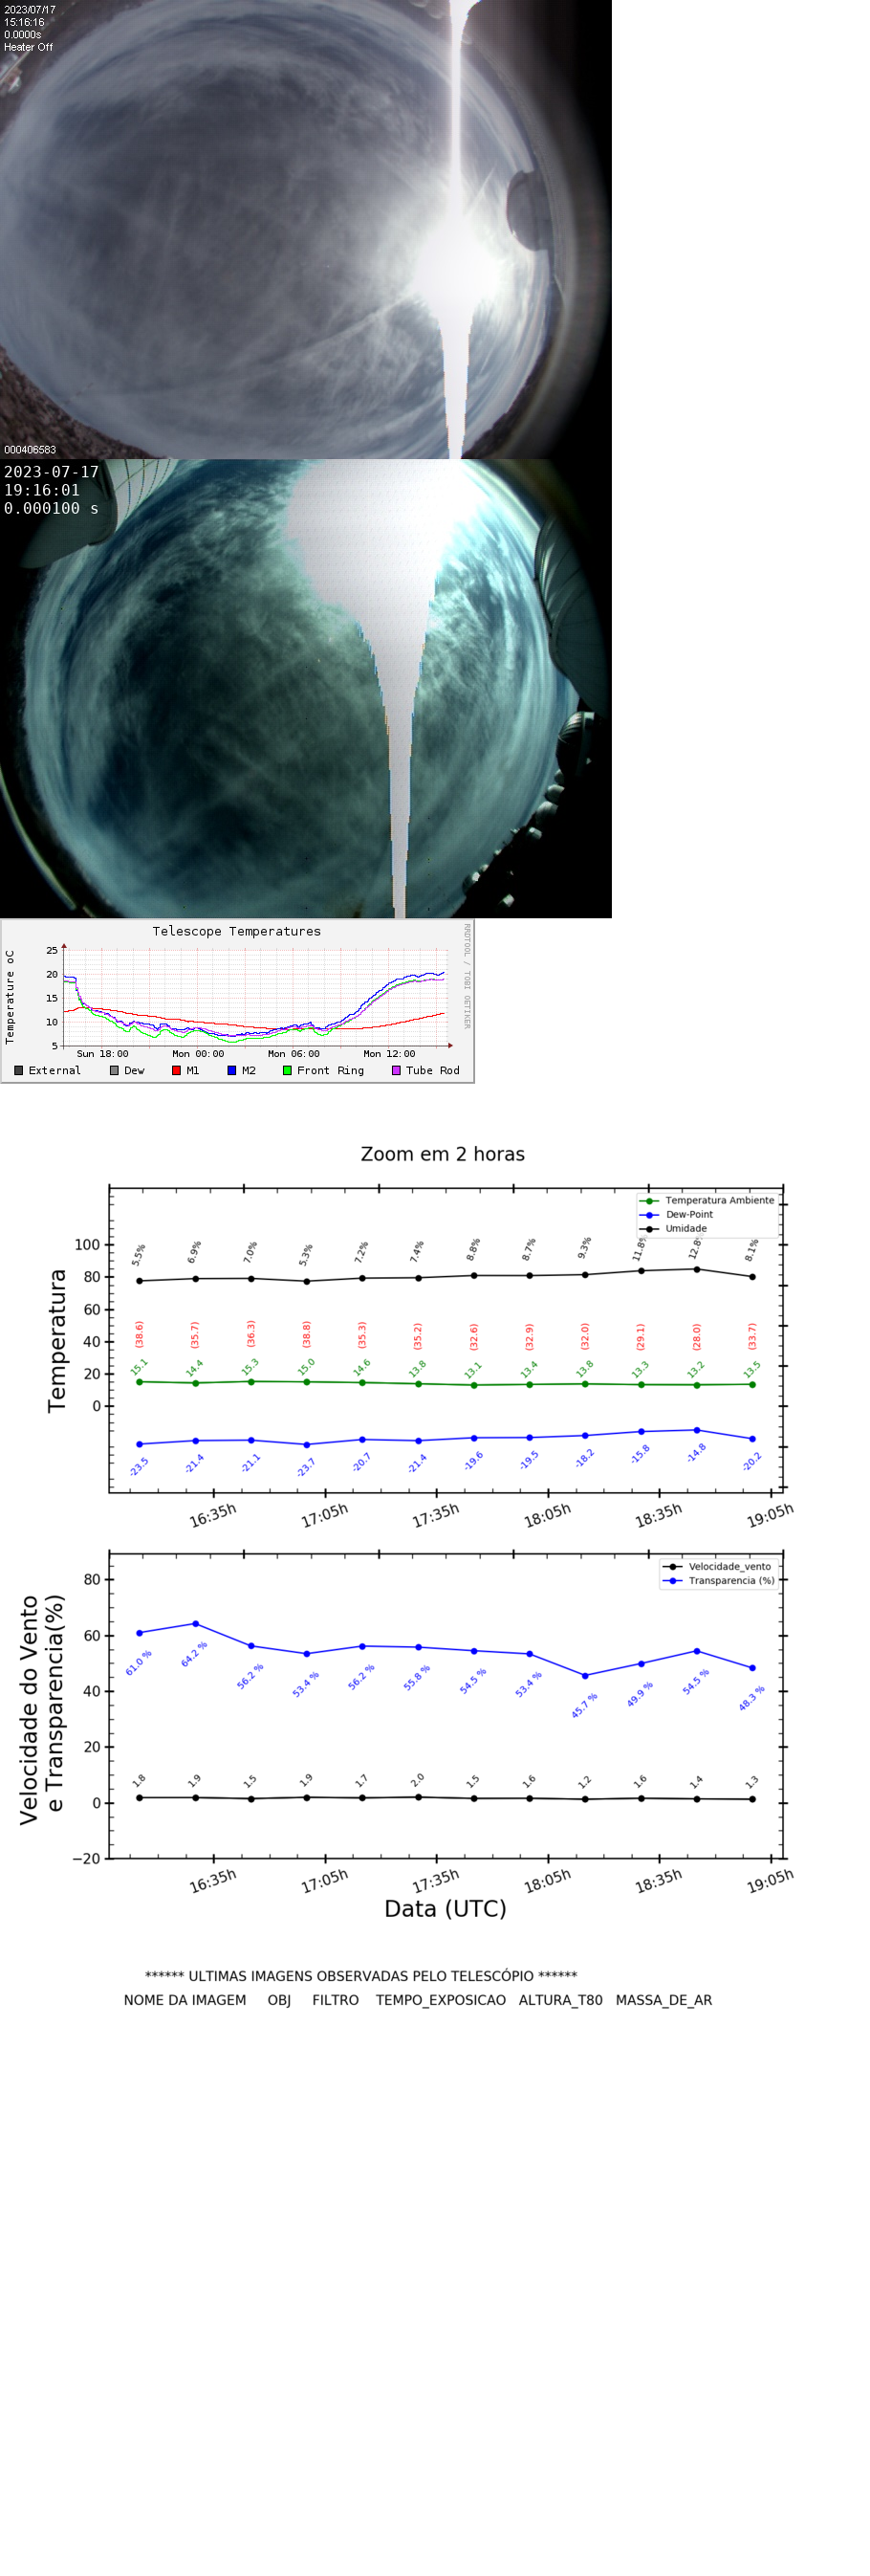 2023/07/17
15:16:16
0.0000s
Heater Off
000406583
2023-07-17
19:16:01
0.000100 s
Telescope Temperatures
RRDTOOL / TOBI OETIKER
Temperature oC
25
20
15
10
5
Sun 18:00 Mon 00:00 Mon 06:00 Mon 12:00
External Dew M1 M2 Front Ring Tube Rod
Zoom em 2 horas
Temperatura Ambiente
Dew-Point
Umidade
Temperatura
100
80
60
40
20
0
5.5% 6.9% 7.0% 5.3% 7.2% 7.4% 8.8% 8.7% 9.3% 11.8% 12.8% 8.1%
(38.6) (35.7) (36.3) (38.8) (35.3) (35.2) (32.6) (32.9) (32.0) (29.1) (28.0) (33.7)
15.1 14.4 15.3 15.0 14.6 13.8 13.1 13.4 13.8 13.3 13.2 13.5
-23.5 -21.4 -21.1 -23.7 -20.7 -21.4 -19.6 -19.5 -18.2 -15.8 -14.8 -20.2
16:35h 17:05h 17:35h 18:05h 18:35h 19:05h
Velocidade_vento
Transparencia (%)
Velocidade do Vento
e Transparencia(%)
80
60
40
20
0
−20
61.0 % 64.2 % 56.2 % 53.4 % 56.2 % 55.8 % 54.5 % 53.4 % 45.7 % 49.9 % 54.5 % 48.3 %
1.8 1.9 1.5 1.9 1.7 2.0 1.5 1.6 1.2 1.6 1.4 1.3
16:35h 17:05h 17:35h 18:05h 18:35h 19:05h
Data (UTC)
****** ULTIMAS IMAGENS OBSERVADAS PELO TELESCÓPIO ******
NOME DA IMAGEM OBJ FILTRO TEMPO_EXPOSICAO ALTURA_T80 MASSA_DE_AR